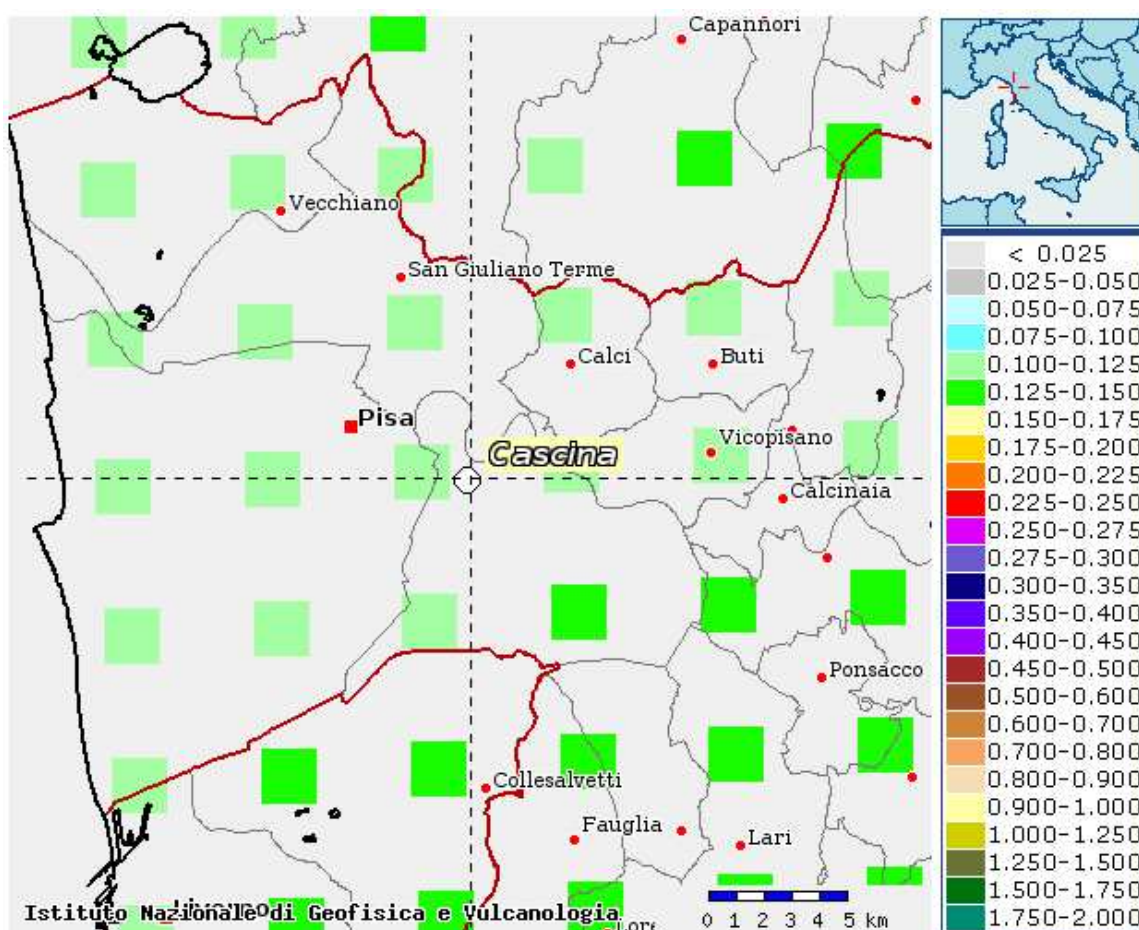 Capannori
Vecchiano
San Giuliano Terme
Calci
Buti
Pisa
Cascina
Vicopisano
Calcinaia
Ponsacco
Collesalvetti
Fauglia
Lari
Istituto Nazionale di Geofisica e Vulcanologia
0 1 2 3 4 5 km
< 0.025
0.025-0.050
0.050-0.075
0.075-0.100
0.100-0.125
0.125-0.150
0.150-0.175
0.175-0.200
0.200-0.225
0.225-0.250
0.250-0.275
0.275-0.300
0.300-0.350
0.350-0.400
0.400-0.450
0.450-0.500
0.500-0.600
0.600-0.700
0.700-0.800
0.800-0.900
0.900-1.000
1.000-1.250
1.250-1.500
1.500-1.750
1.750-2.000